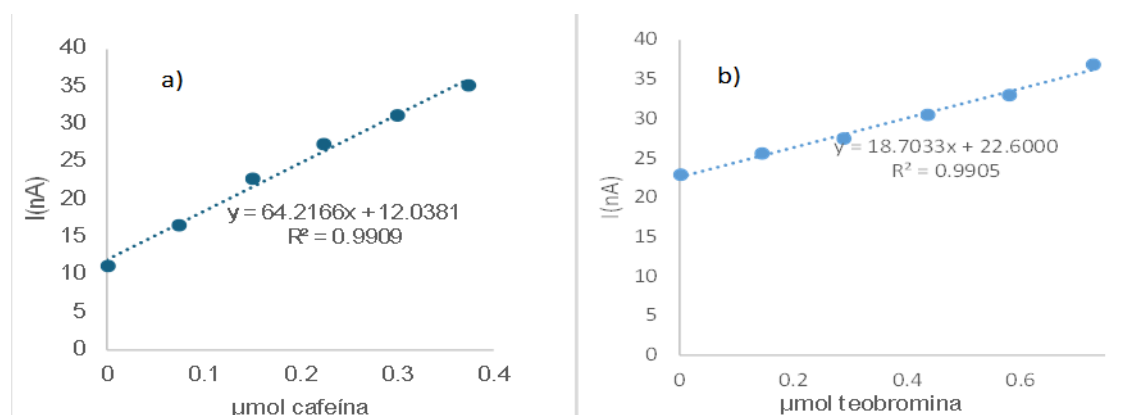 a)
40
35
30
25
20
15
10
5
0
I(nA)
y = 64.2166x + 12.0381
R² = 0.9909
0 0.1 0.2 0.3 0.4
µmol cafeína
b)
40
35
30
25
20
15
10
5
0
I(nA)
y = 18.7033x + 22.6000
R² = 0.9905
0 0.2 0.4 0.6
µmol teobromina